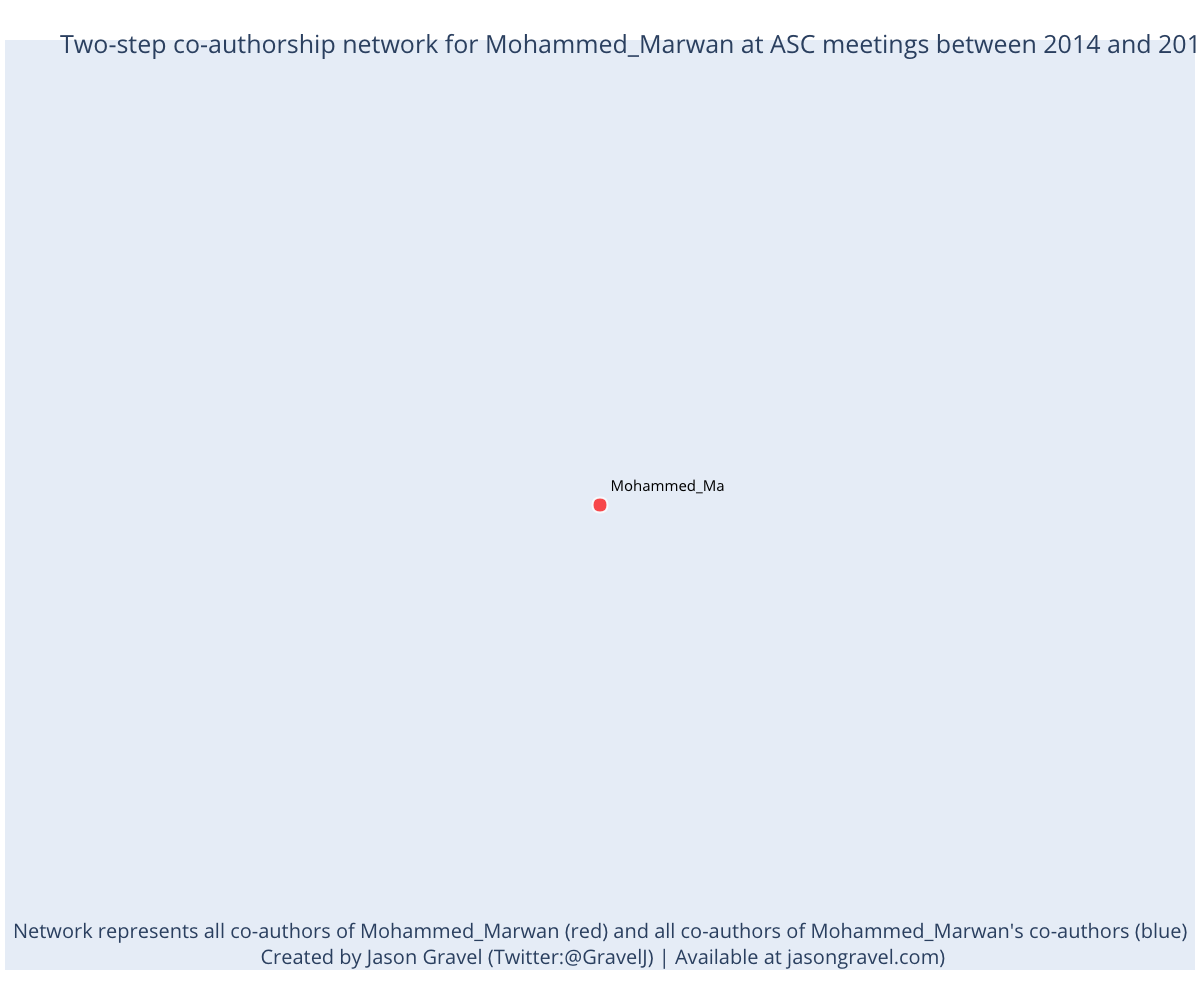 Two-step co-authorship network for Mohammed_Marwan at ASC meetings between 2014 and 201
Mohammed_Ma
Network represents all co-authors of Mohammed_Marwan (red) and all co-authors of Mohammed_Marwan's co-authors (blue)
Created by Jason Gravel (Twitter:@GravelJ) | Available at jasongravel.com)